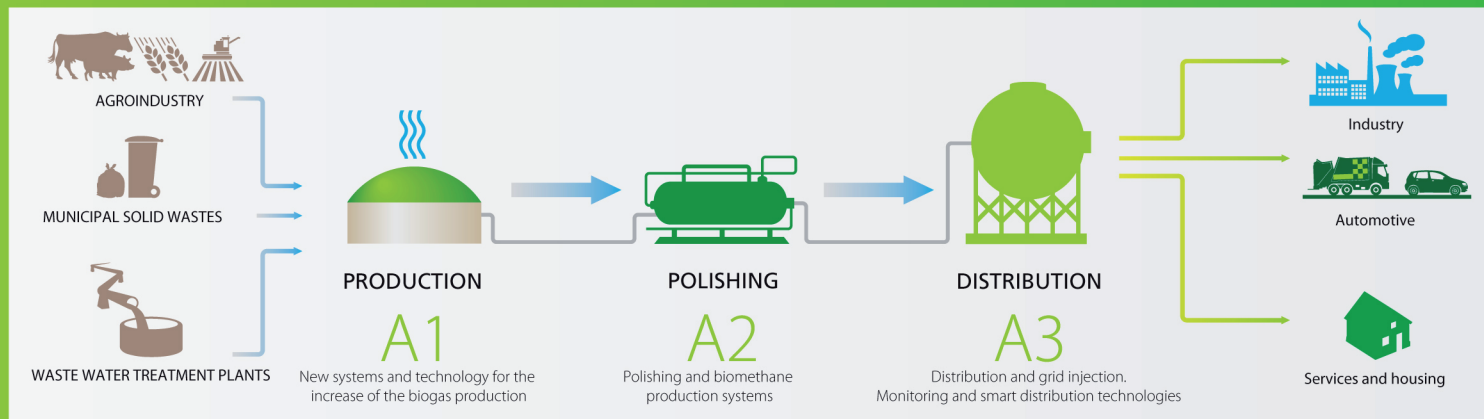 AGROINDUSTRY
MUNICIPAL SOLID WASTES
WASTE WATER TREATMENT PLANTS
PRODUCTION
A1
New systems and technology for the
increase of the biogas production
POLISHING
A2
Polishing and biomethane
production systems
DISTRIBUTION
A3
Distribution and grid injection.
Monitoring and smart distribution technologies
Industry
Automotive
Services and housing